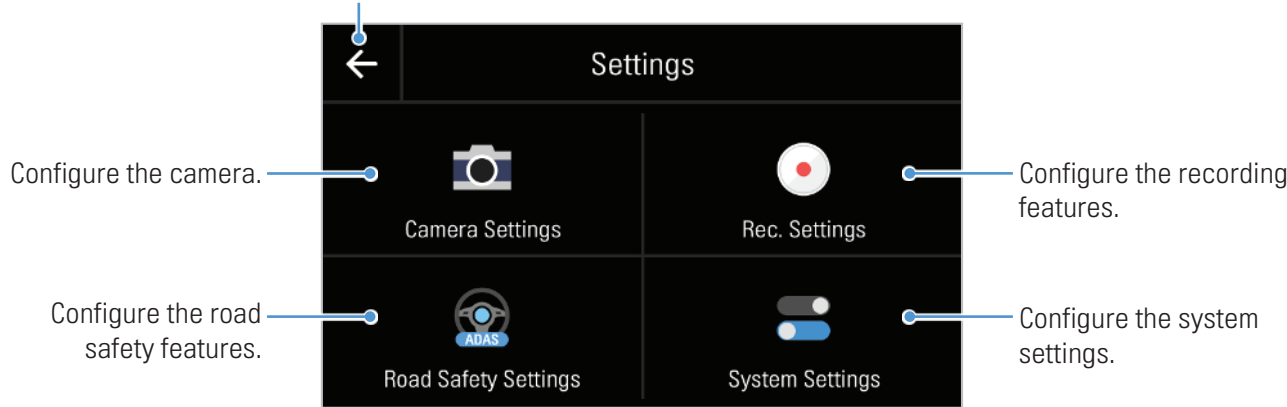 Settings
Configure the camera.
Camera Settings
Rec. Settings
Configure the recording
features.
Configure the road
safety features.
ADAS
Road Safety Settings
System Settings
Configure the system
settings.